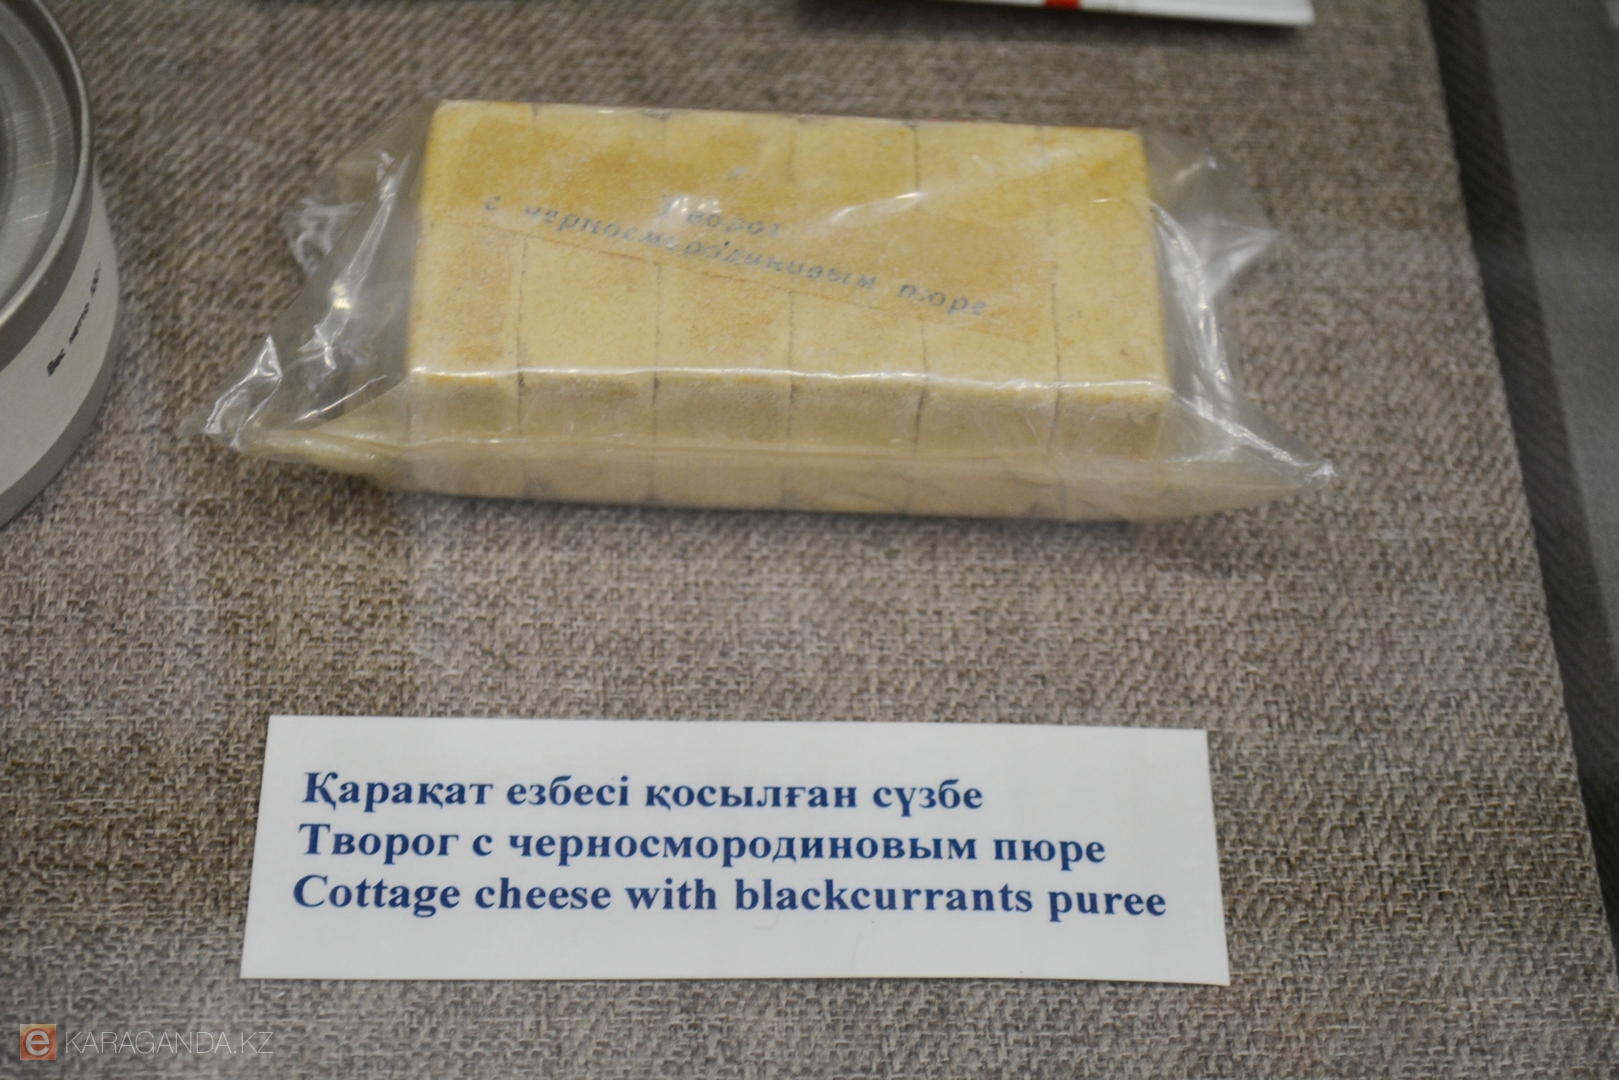 Творог
с черносмородиновым пюре
Қарақат езбесі қосылған сүзбе
Творог с черносмородиновым пюре
Cottage cheese with blackcurrants puree
e KARAGANDA.KZ